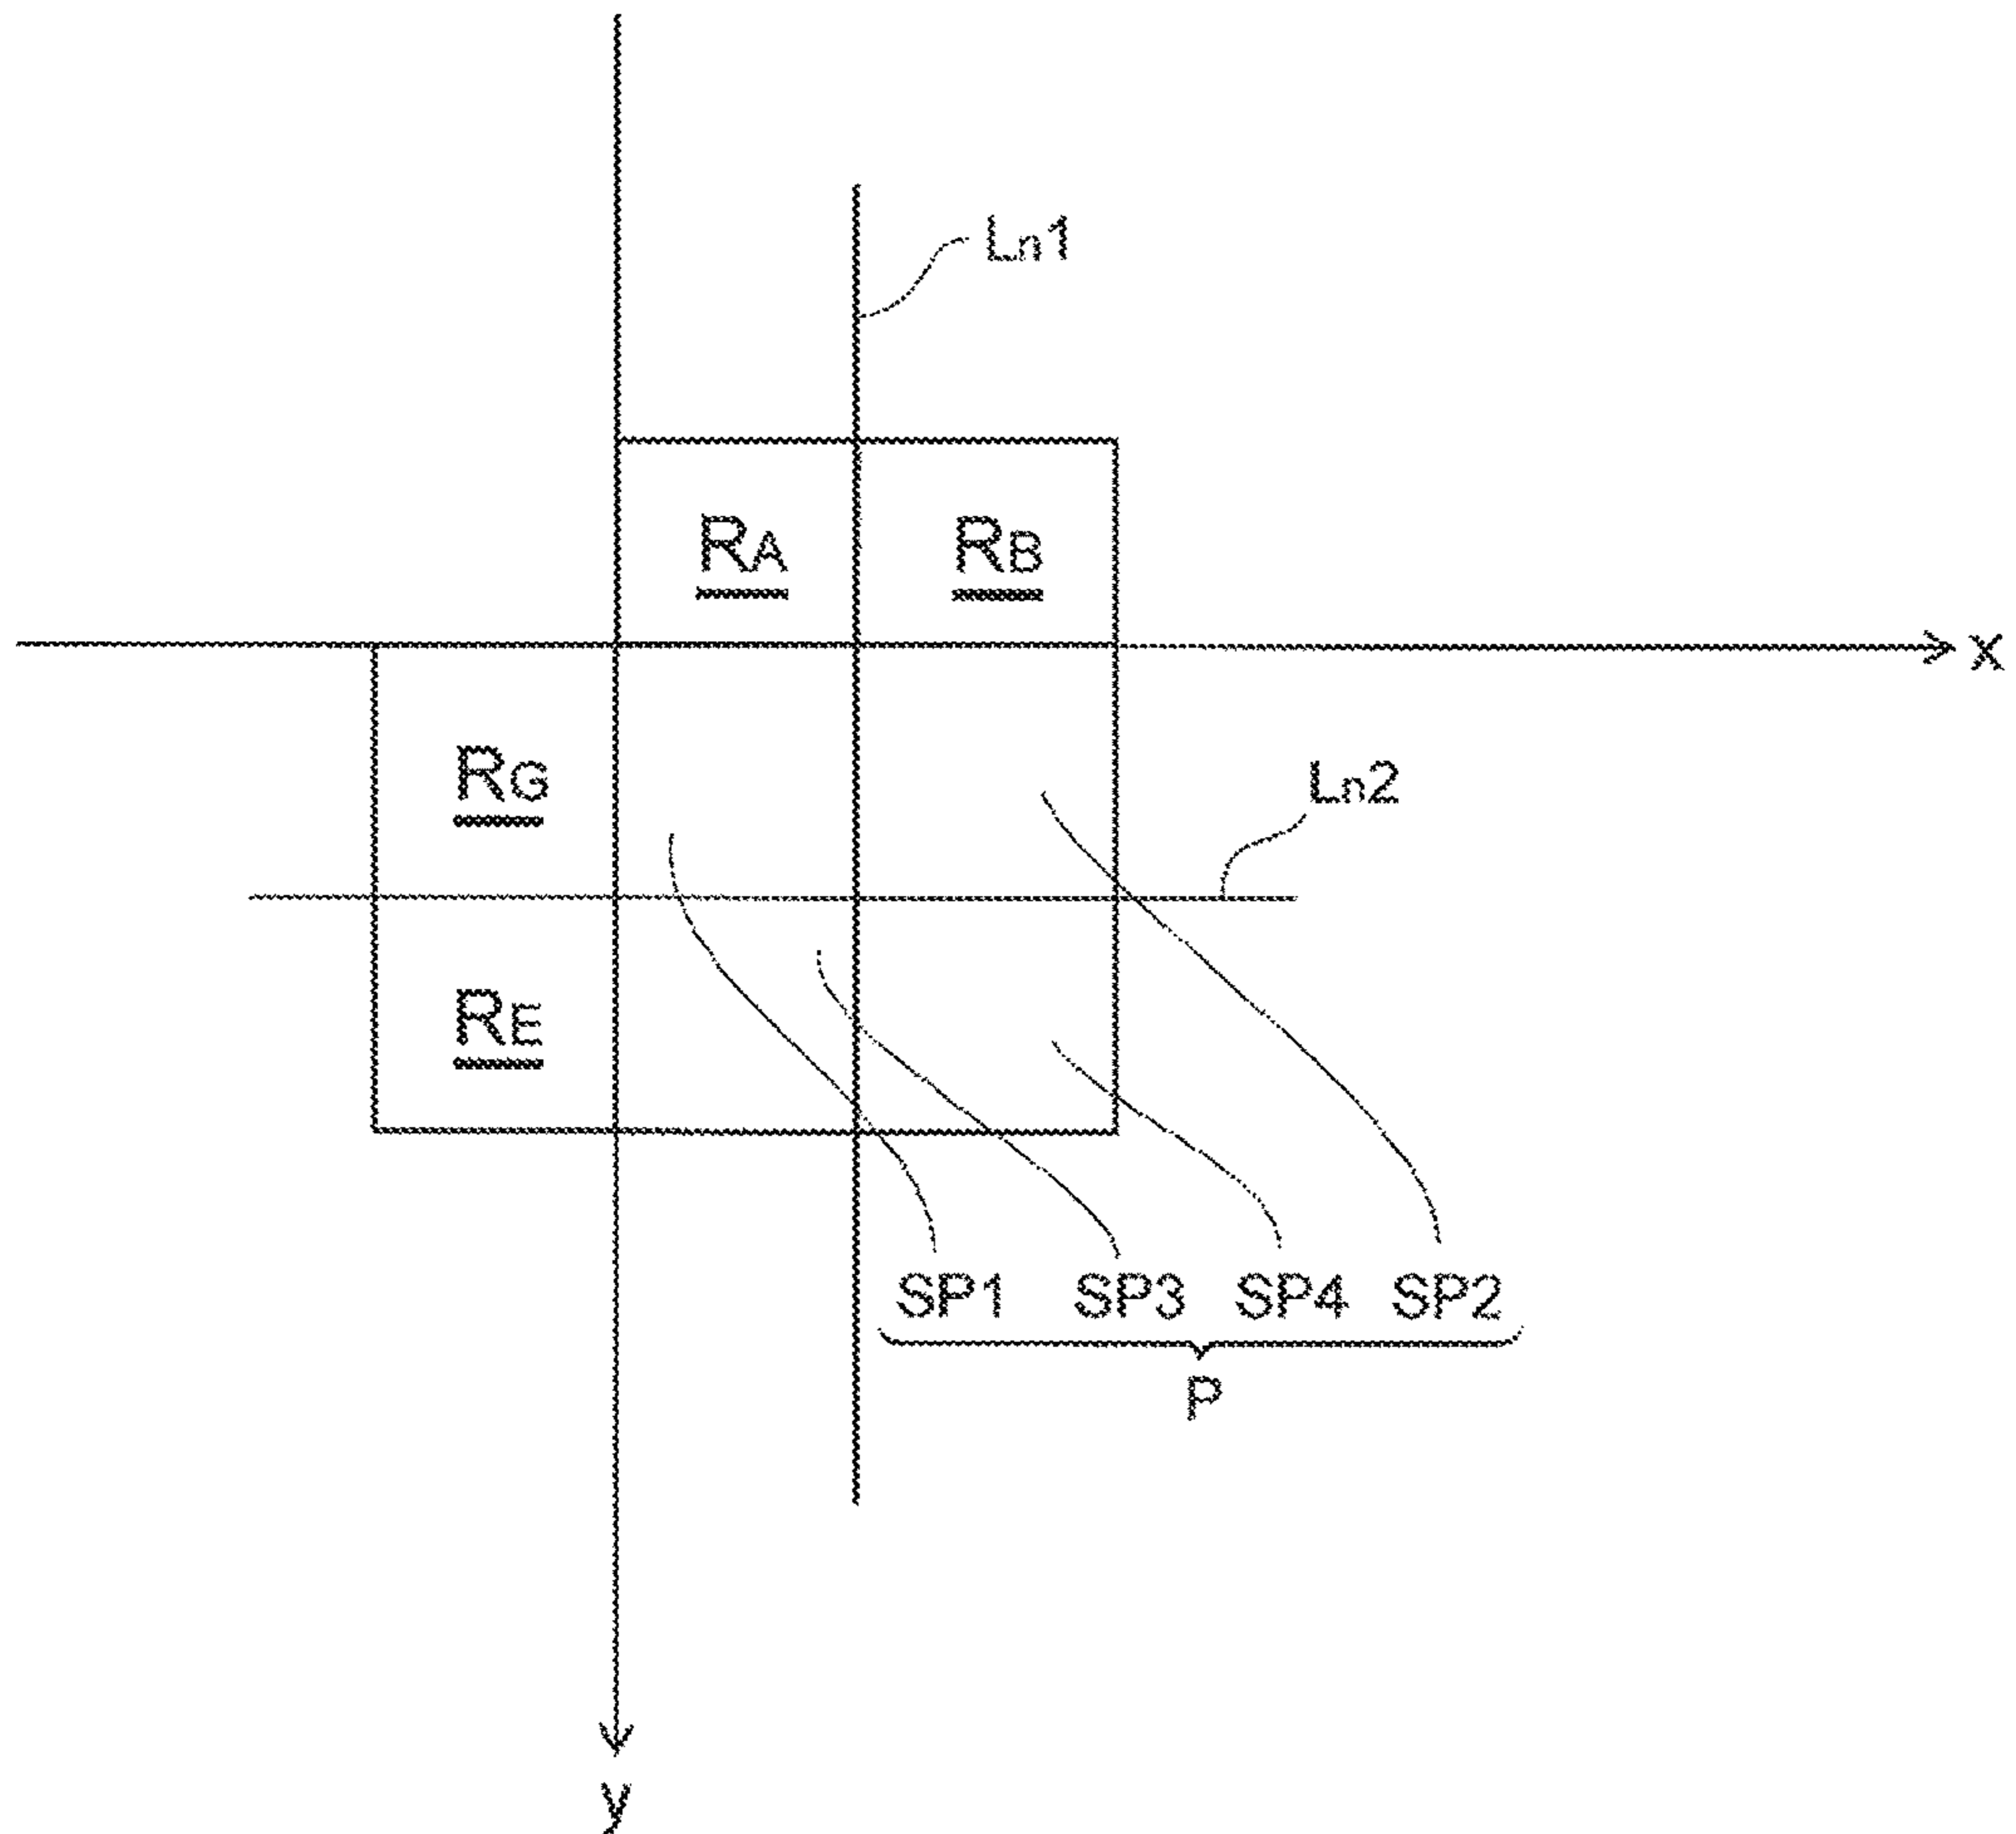 Ln1
RA RB
x
RG
Ln2
RE
SP1 SP3 SP4 SP2
P
y